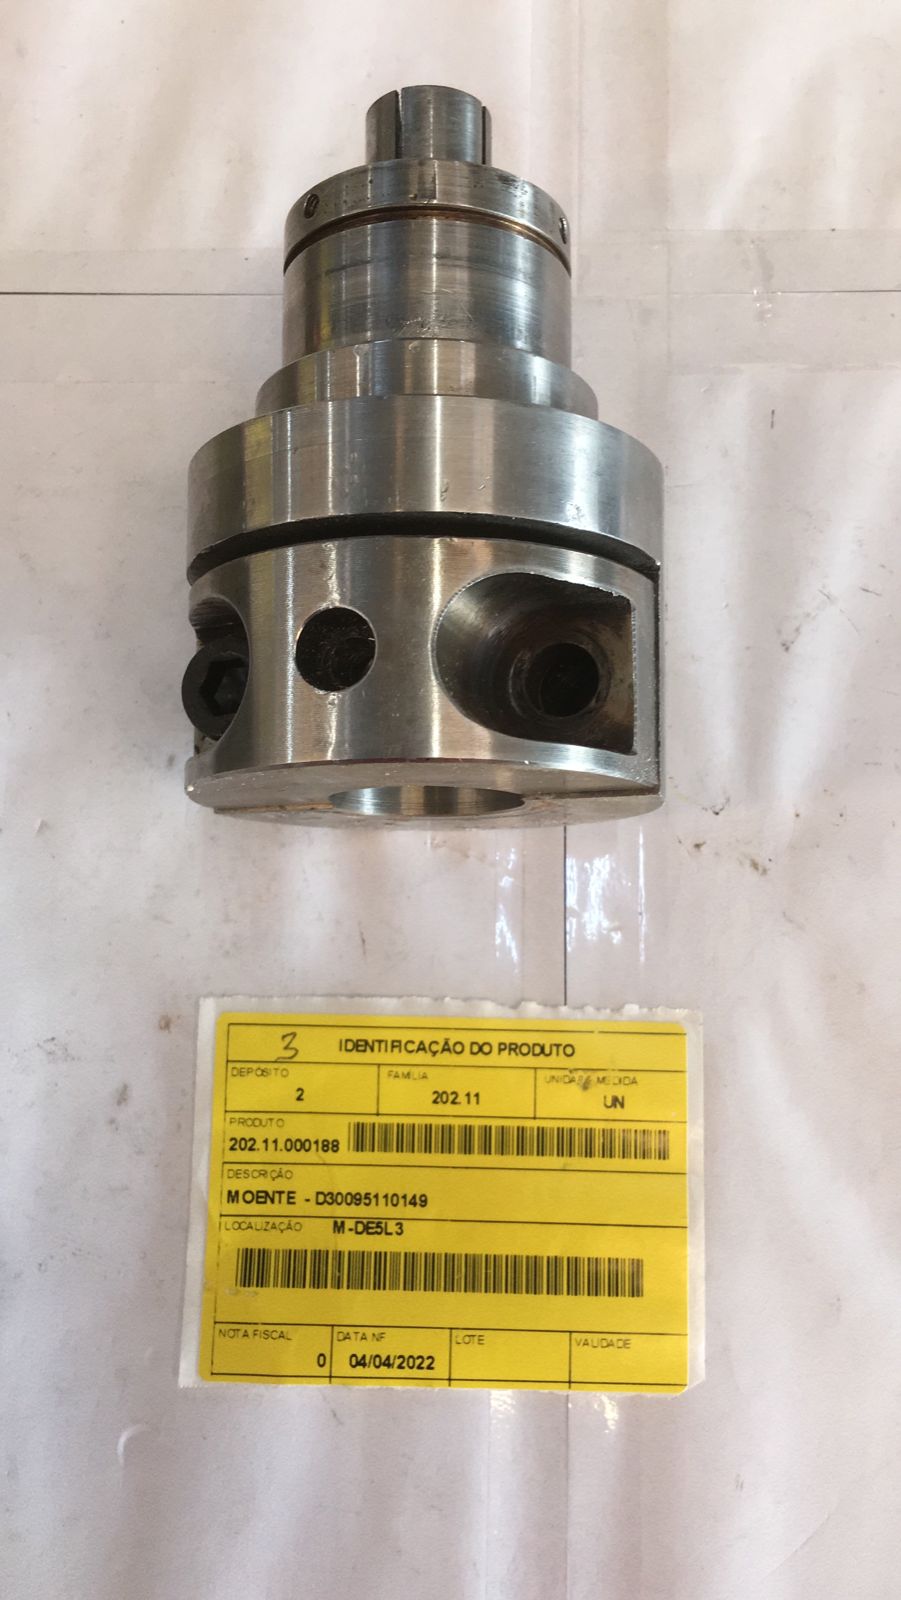 3 IDENTIFICAÇÃO DO PRODUTO
DEPÓSITO FAMÍLIA UNIDADE MEDIDA
2 202.11 UN
PRODUTO
202.11.000188
DESCRIÇÃO
MOENTE - D30095110149
LOCALIZAÇÃO M-DE5L3
NOTA FISCAL DATA NF LOTE VALIDADE
0 04/04/2022